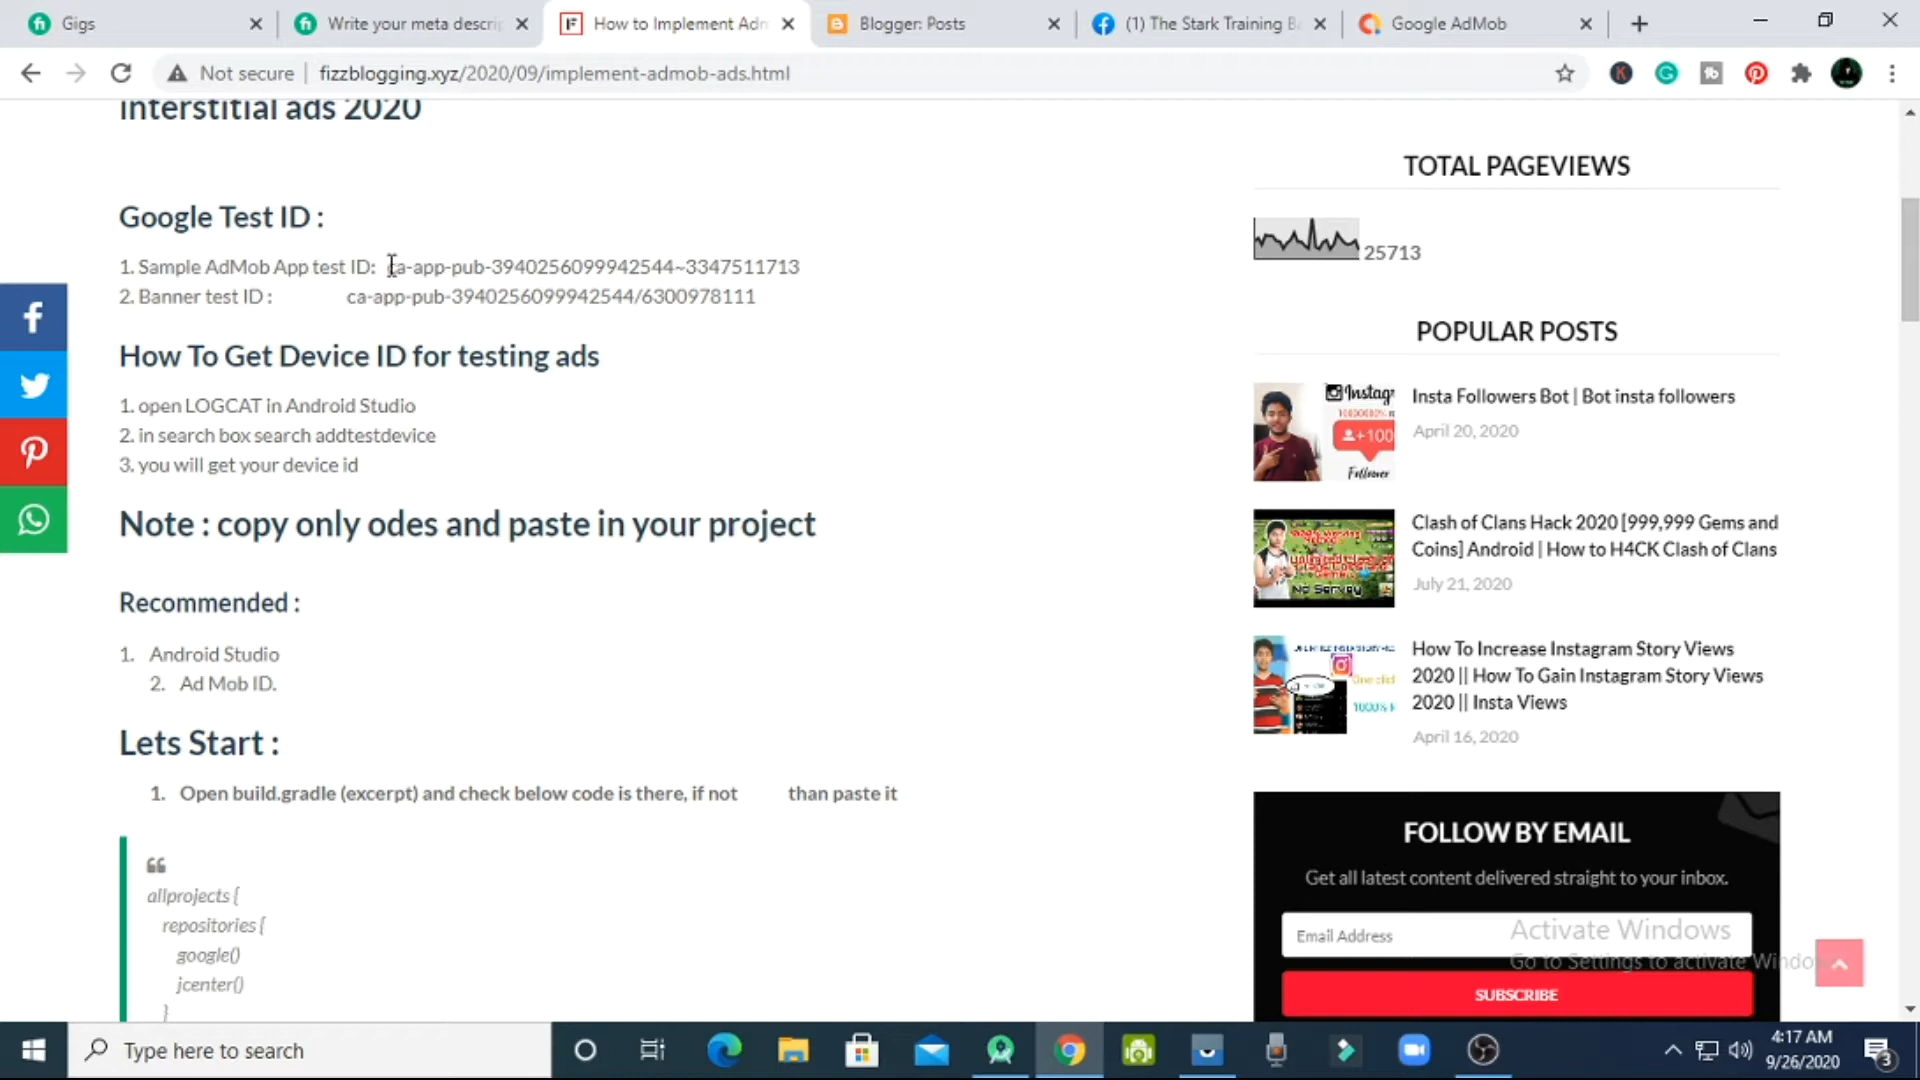 Gigs
Write your meta descri
How to Implement Adm
Blogger: Posts
(1) The Stark Training B
Google AdMob
Not secure
fizzblogging.xyz/2020/09/implement-admob-ads.html
interstitial ads 2020
Google Test ID :
1. Sample AdMob App test ID: ca-app-pub-3940256099942544~3347511713
2. Banner test ID : ca-app-pub-3940256099942544/6300978111
How To Get Device ID for testing ads
1. open LOGCAT in Android Studio
2. in search box search addtestdevice
3. you will get your device id
Note : copy only odes and paste in your project
Recommended :
1. Android Studio
2. Ad Mob ID.
Lets Start :
1. Open build.gradle (excerpt) and check below code is there, if not than paste it
allprojects {
repositories {
google()
jcenter()
}
TOTAL PAGEVIEWS
25713
POPULAR POSTS
Insta Followers Bot | Bot insta followers
April 20, 2020
Clash of Clans Hack 2020 [999,999 Gems and
Coins] Android | How to H4CK Clash of Clans
July 21, 2020
How To Increase Instagram Story Views
2020 || How To Gain Instagram Story Views
2020 || Insta Views
April 16, 2020
FOLLOW BY EMAIL
Get all latest content delivered straight to your inbox.
Email Address
Activate Windows
Go to Settings to activate Windo
SUBSCRIBE
Type here to search
4:17 AM
9/26/2020
3